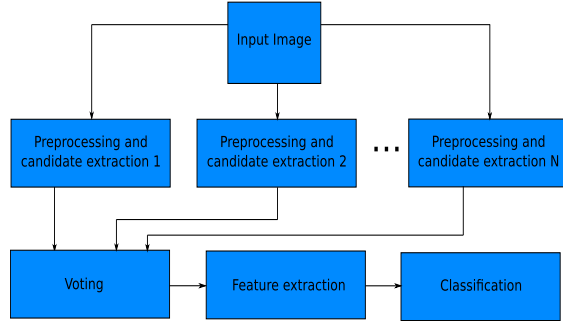 Input Image
Preprocessing and
candidate extraction 1
Preprocessing and
candidate extraction 2
...
Preprocessing and
candidate extraction N
Voting
Feature extraction
Classification